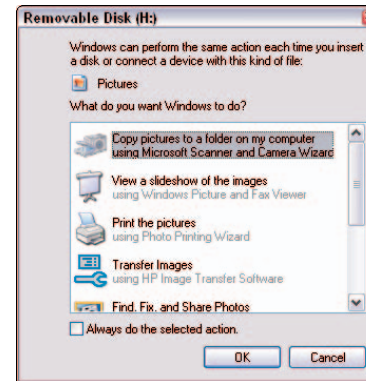 Removable Disk (H:)
Windows can perform the same action each time you insert
a disk or connect a device with this kind of file:
Pictures
What do you want Windows to do?
Copy pictures to a folder on my computer
using Microsoft Scanner and Camera Wizard
View a slideshow of the images
using Windows Picture and Fax Viewer
Print the pictures
using Photo Printing Wizard
Transfer Images
using HP Image Transfer Software
Find, Fix, and Share Photos
Always do the selected action.
OK
Cancel